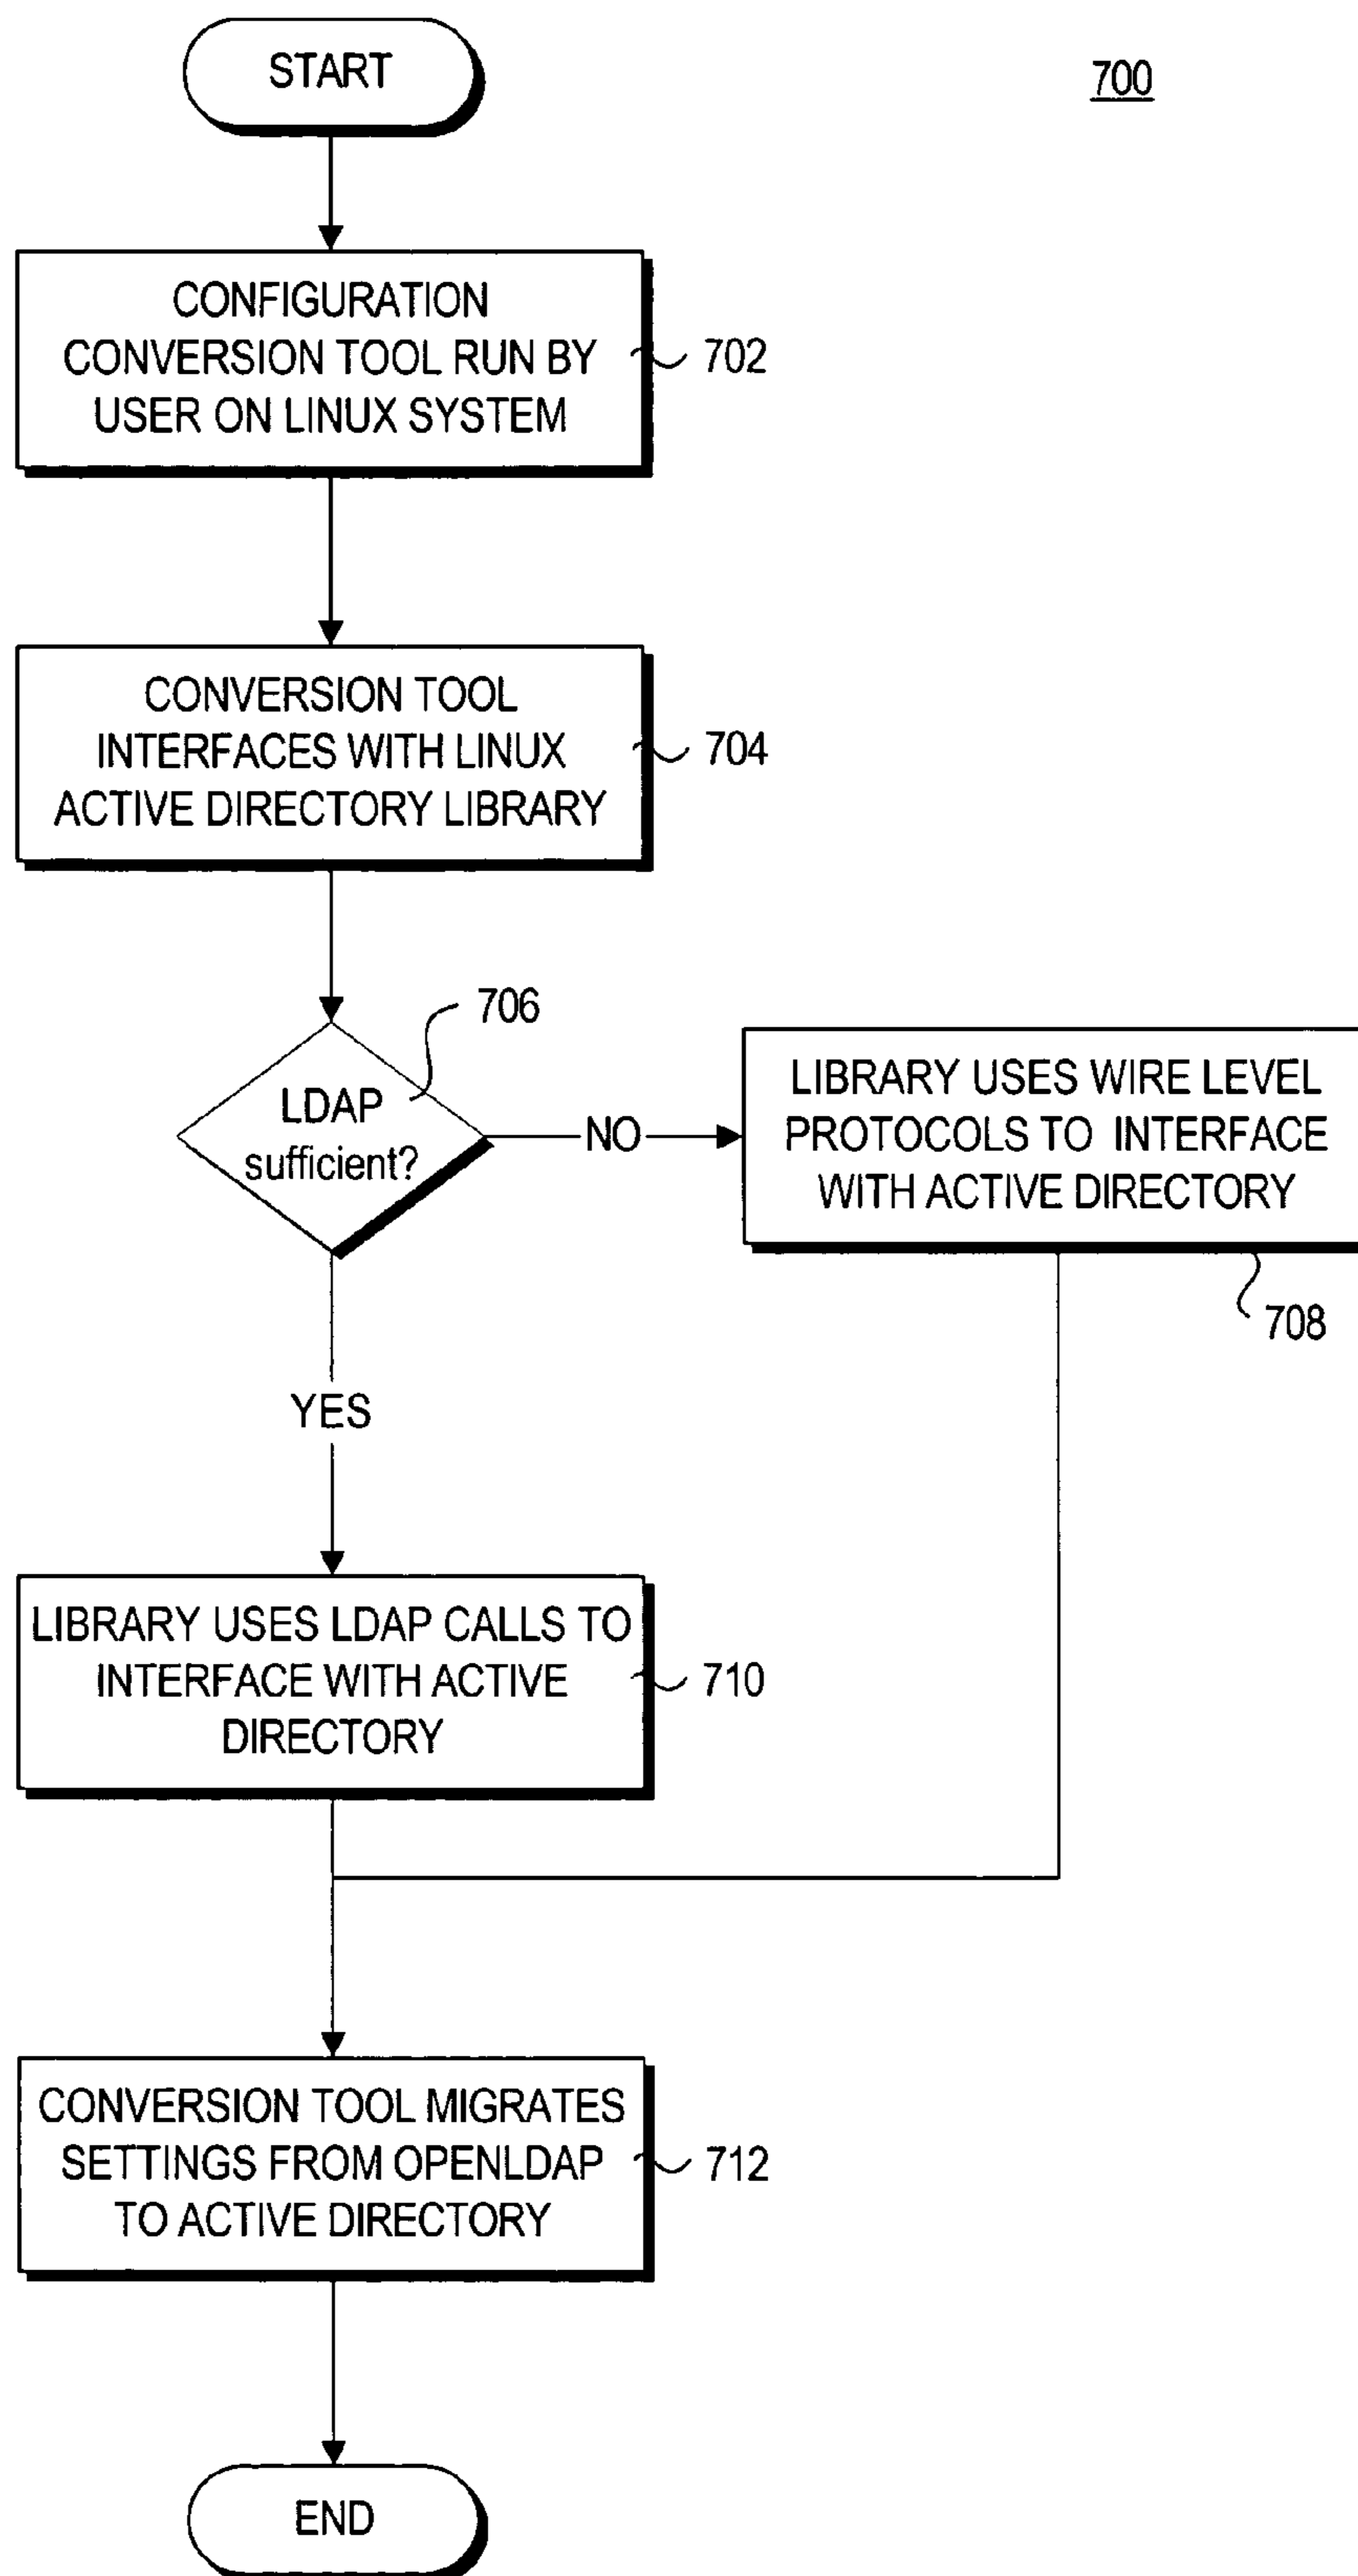 START
700
CONFIGURATION
CONVERSION TOOL RUN BY
USER ON LINUX SYSTEM
702
CONVERSION TOOL
INTERFACES WITH LINUX
ACTIVE DIRECTORY LIBRARY
704
706
LDAP
sufficient?
NO
LIBRARY USES WIRE LEVEL
PROTOCOLS TO INTERFACE
WITH ACTIVE DIRECTORY
708
YES
LIBRARY USES LDAP CALLS TO
INTERFACE WITH ACTIVE
DIRECTORY
710
CONVERSION TOOL MIGRATES
SETTINGS FROM OPENLDAP
TO ACTIVE DIRECTORY
712
END